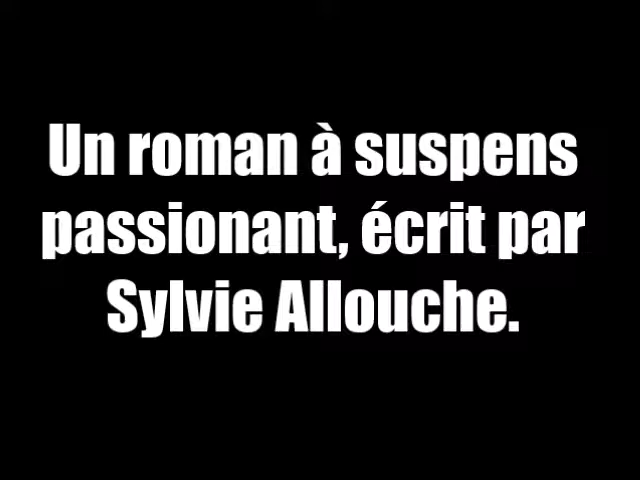 Un roman à suspens
passionant, écrit par
Sylvie Allouche.